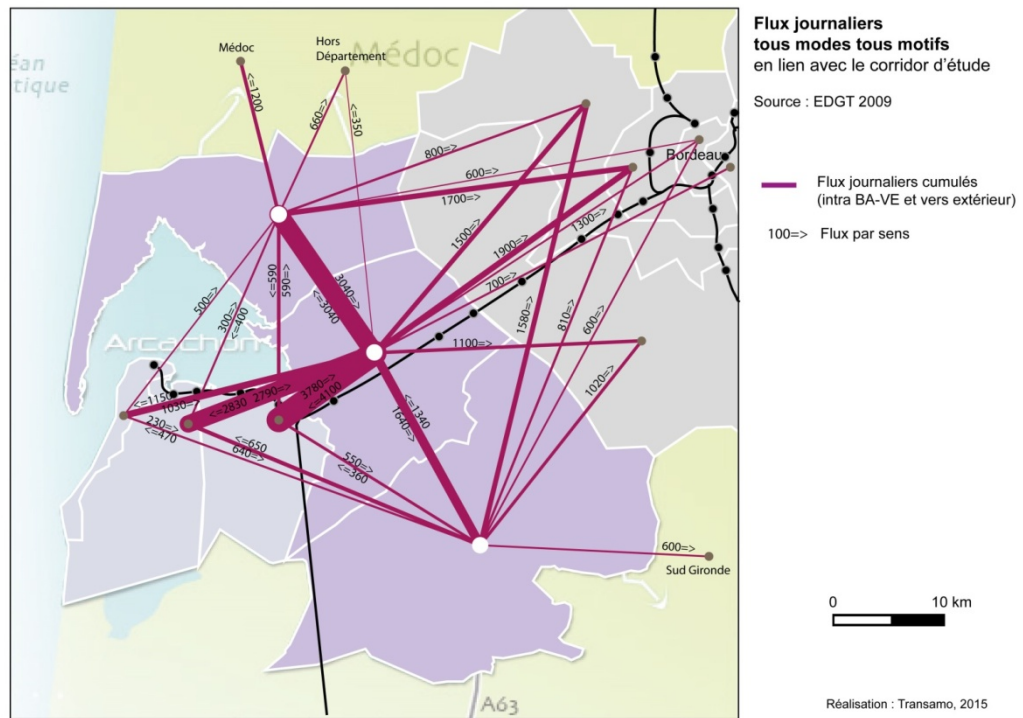 Flux journaliers
tous modes tous motifs
en lien avec le corridor d'étude
Source : EDGT 2009
Flux journaliers cumulés
(intra BA-VE et vers extérieur)
100=> Flux par sens
0 10 km
Réalisation : Transamo, 2015
Médoc
Hors
Département
Médoc
éan
tique
<=1200
660=>
<=350
800=>
600=>
1700=>
Bordeau
1500=>
1900=>
1300=>
700=>
<=590
590=>
3040=>
<=3040
500=>
300=>
<=400
Arcachon
1580=>
810=>
600=>
1100=>
1020=>
<=1150
1030=>
<=2830
2790=>
3780=>
<=4100
230=>
<=470
<=650
640=>
550=>
<=360
<=1340
1640=>
600=>
Sud Gironde
A63